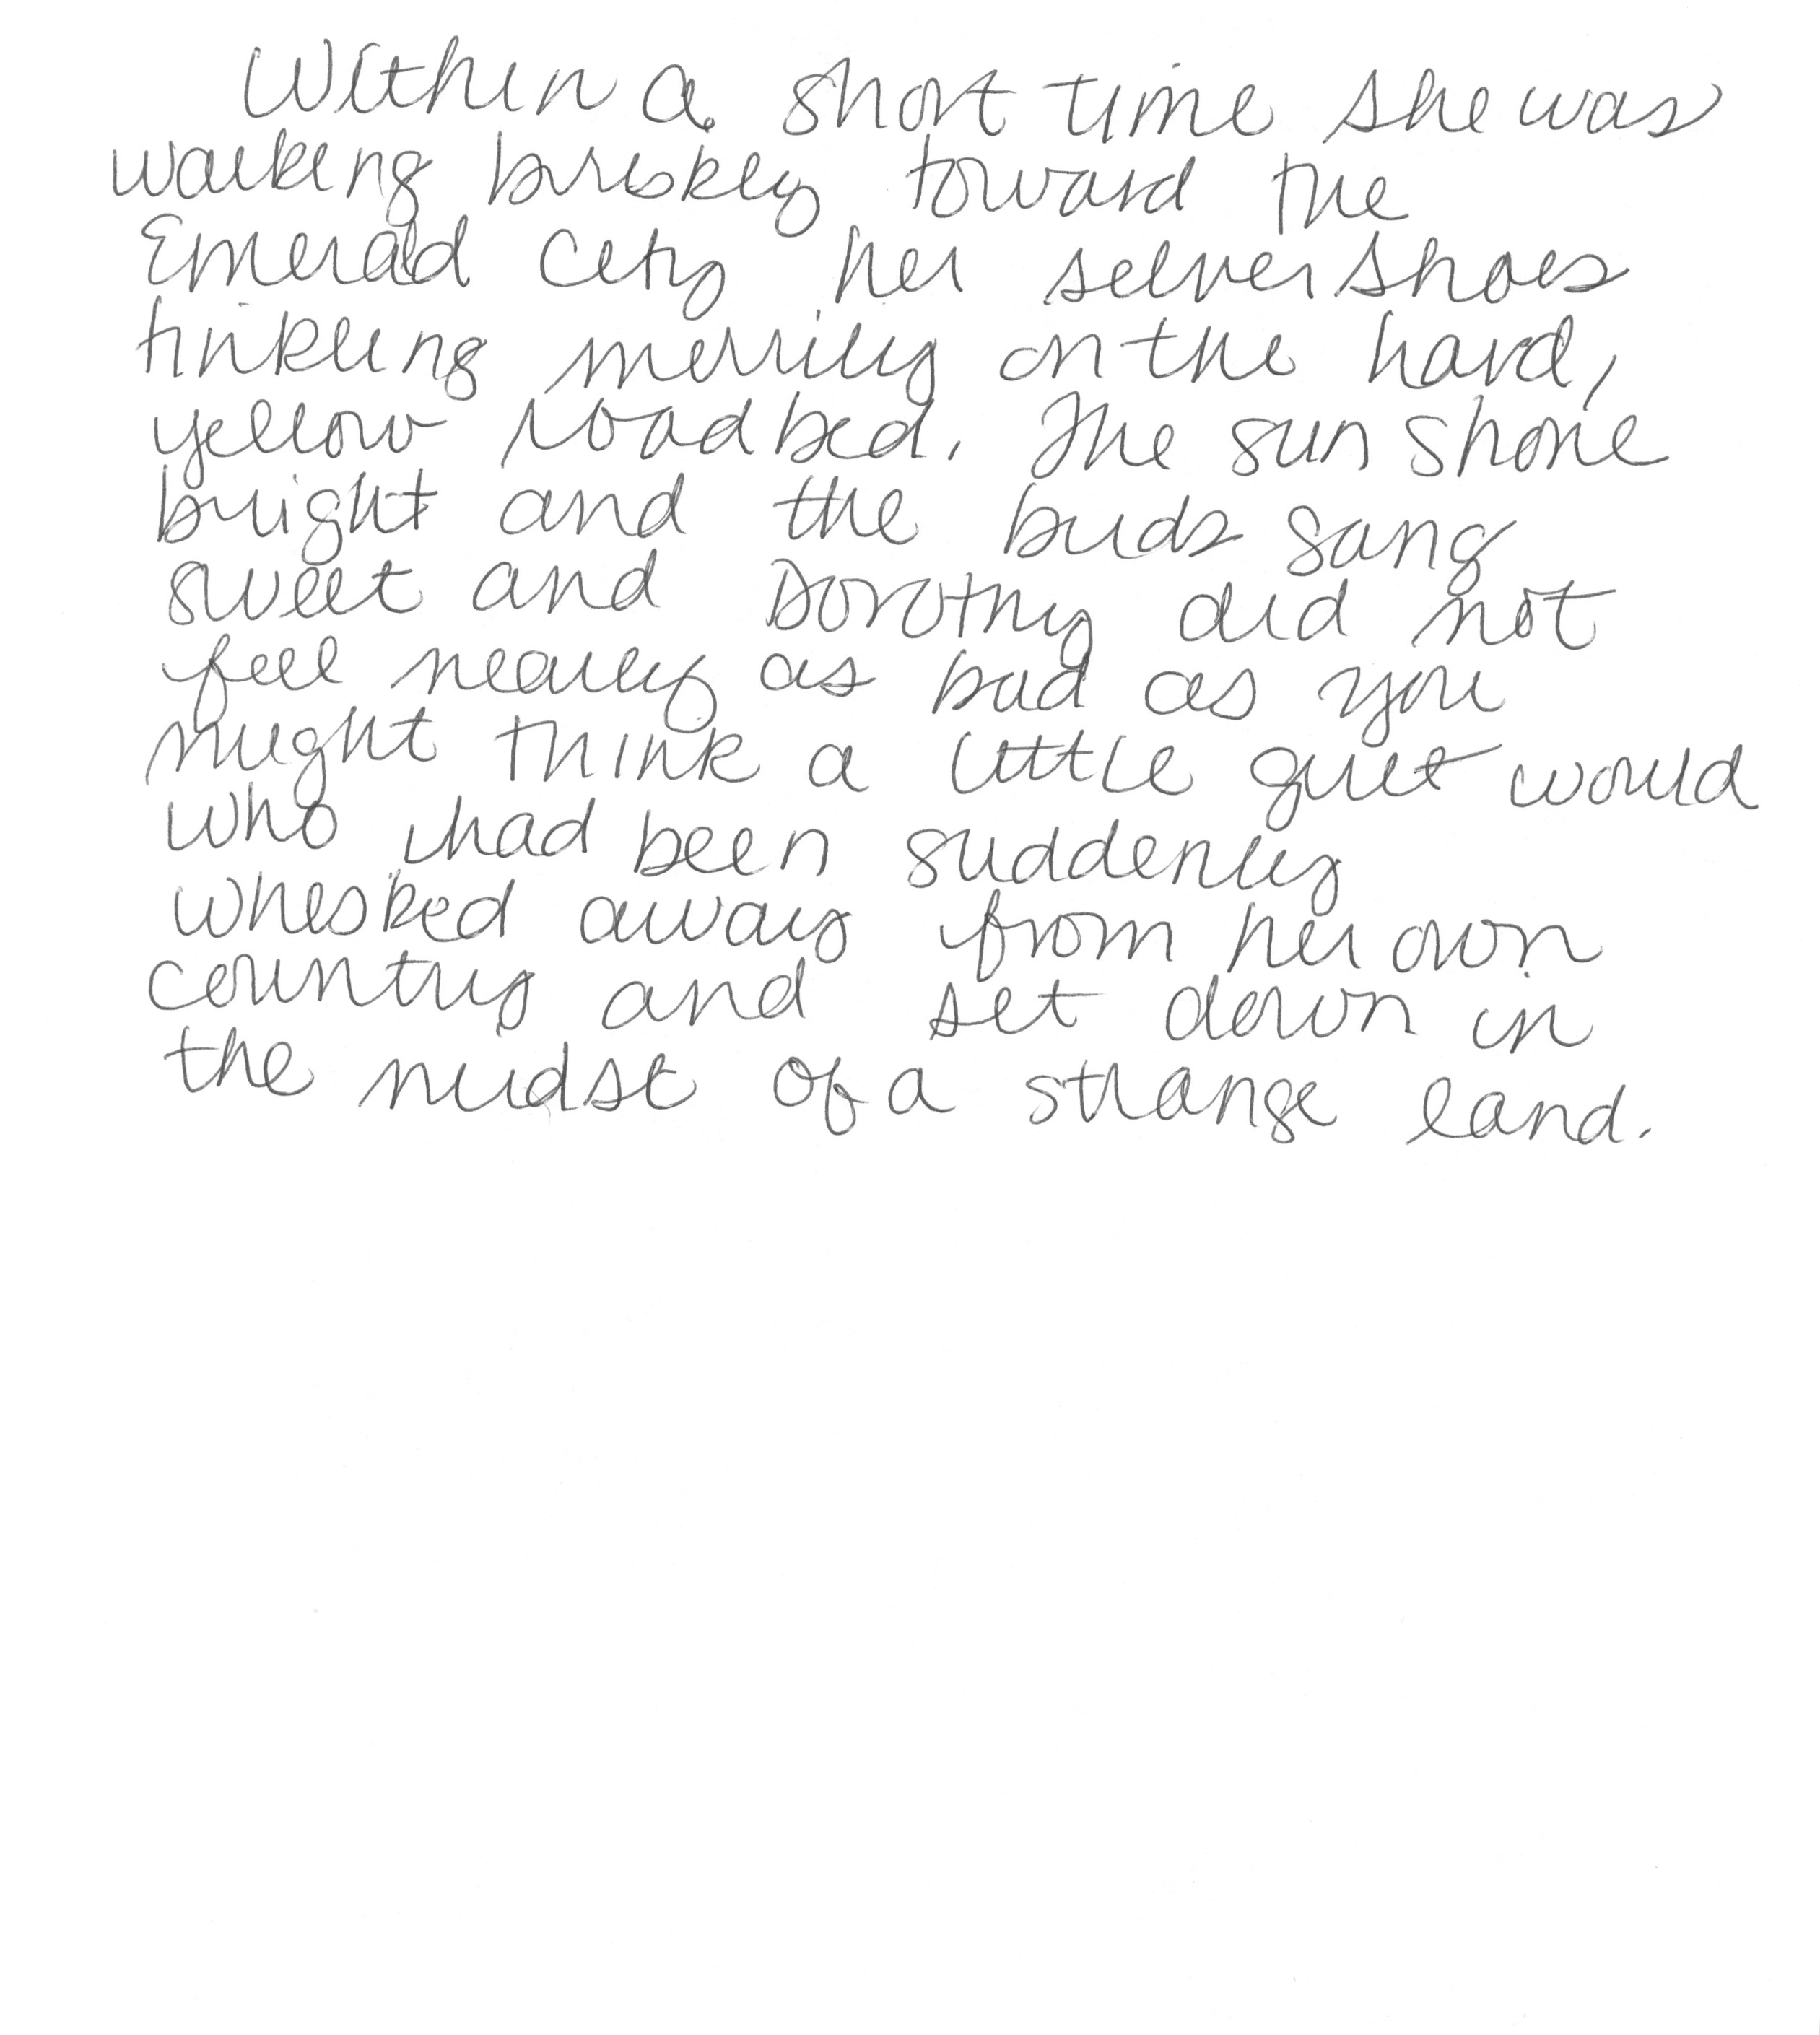 Within a short time she was
walking briskly toward the
Emerald City her silver shoes
tinkling merrily on the hard,
yellow roadbed. The sun shone
bright and the birds sang
sweet and Dorothy did not
feel nearly as bad as you
might think a little girl would
who had been suddenly
whisked away from her own
country and set down in
the midst of a strange land.